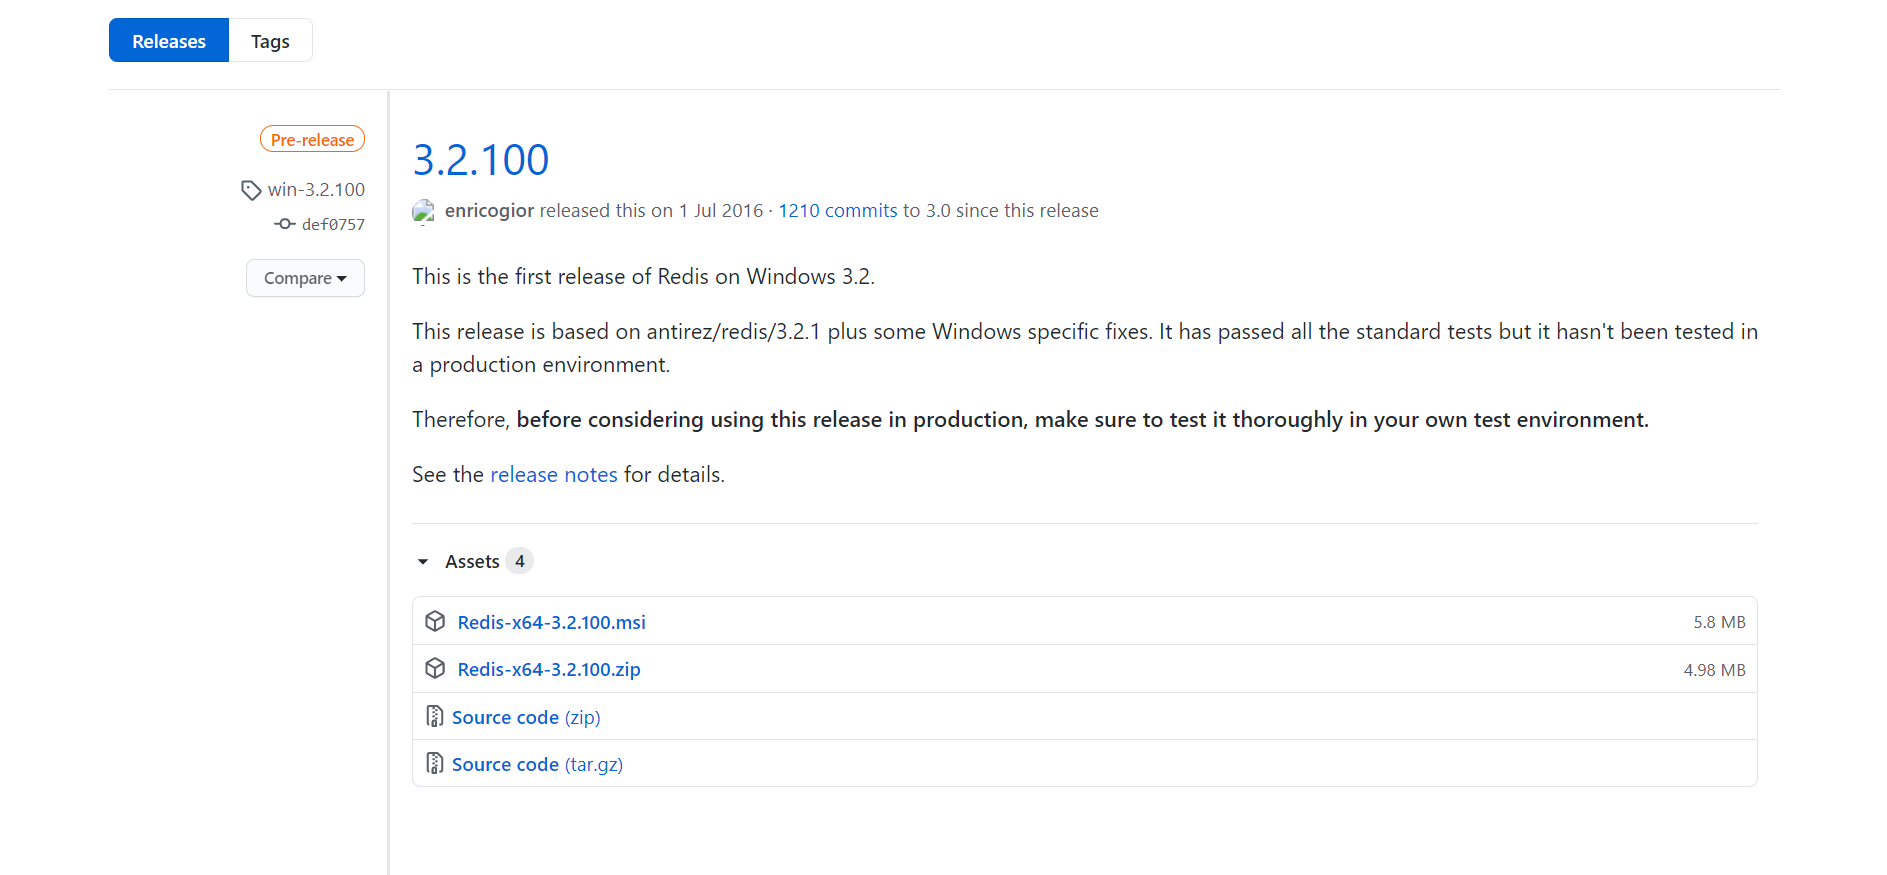 Releases Tags
Pre-release
win-3.2.100
def0757
Compare
3.2.100
enricogior released this on 1 Jul 2016 · 1210 commits to 3.0 since this release
This is the first release of Redis on Windows 3.2.
This release is based on antirez/redis/3.2.1 plus some Windows specific fixes. It has passed all the standard tests but it hasn't been tested in
a production environment.
Therefore, before considering using this release in production, make sure to test it thoroughly in your own test environment.
See the release notes for details.
Assets 4
Redis-x64-3.2.100.msi 5.8 MB
Redis-x64-3.2.100.zip 4.98 MB
Source code (zip)
Source code (tar.gz)